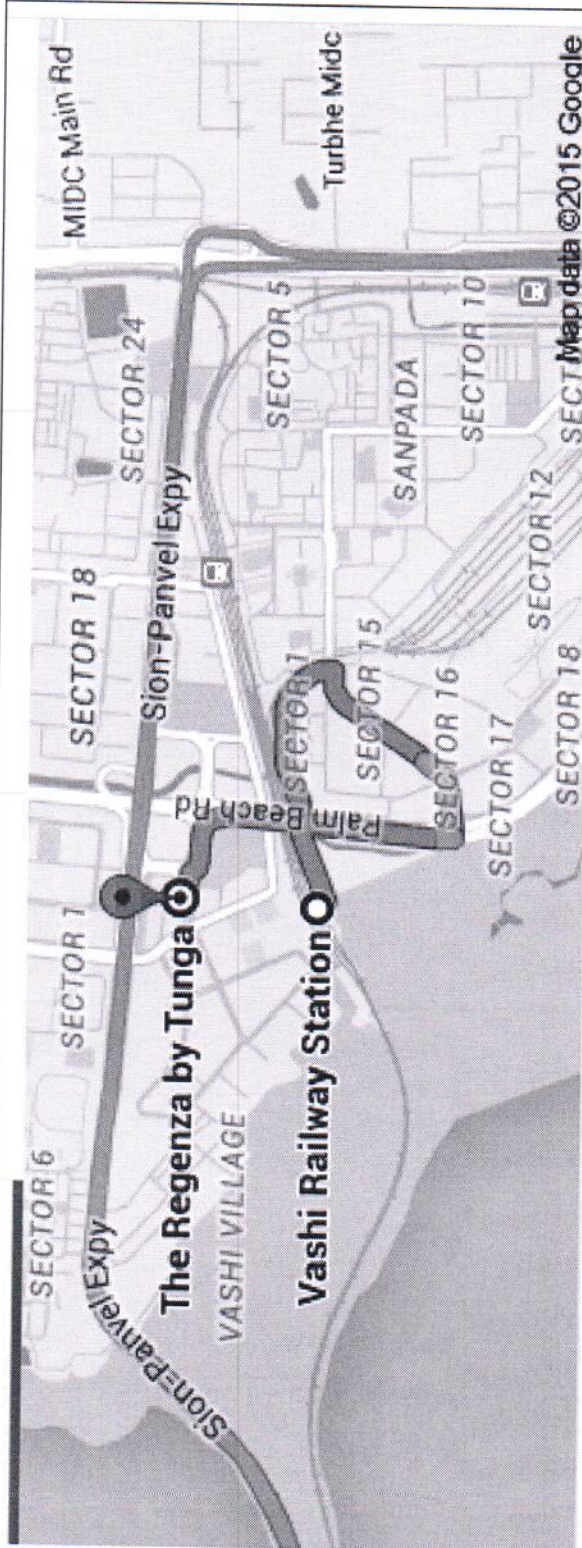 MIDC Main Rd
Turbhe Midc
SECTOR 24
SECTOR 5
SECTOR 10
SECTOR 18
Sion-Panvel Expy
SANPADA
SECTOR 12
SECTOR 1
SECTOR 15
SECTOR 16
SECTOR 18
SECTOR 17
Palm Beach Rd
SECTOR 1
The Regenza by Tunga
Vashi Railway Station
VASHI VILLAGE
SECTOR 6
Sion-Panvel Expy
Map data ©2015 Google